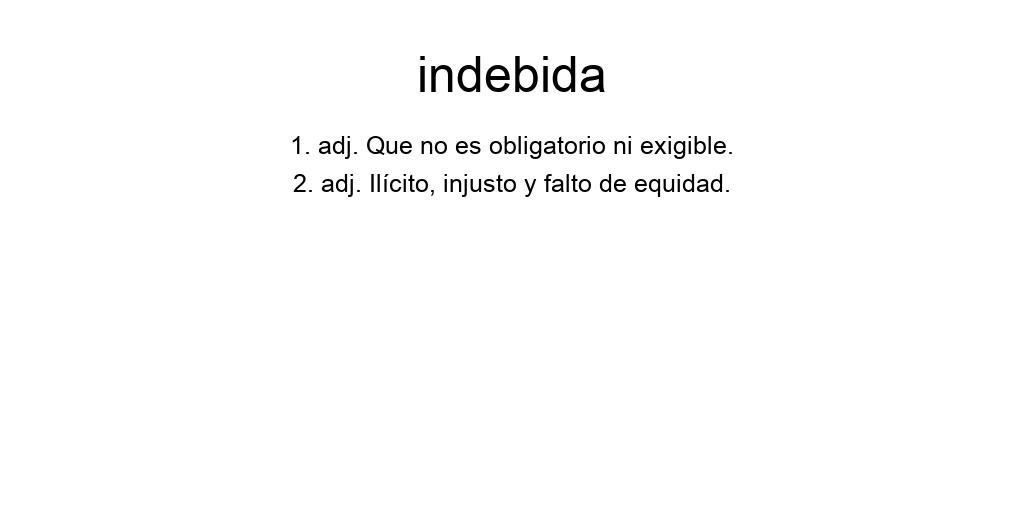 indebida
1. adj. Que no es obligatorio ni exigible.
2. adj. Ilícito, injusto y falto de equidad.